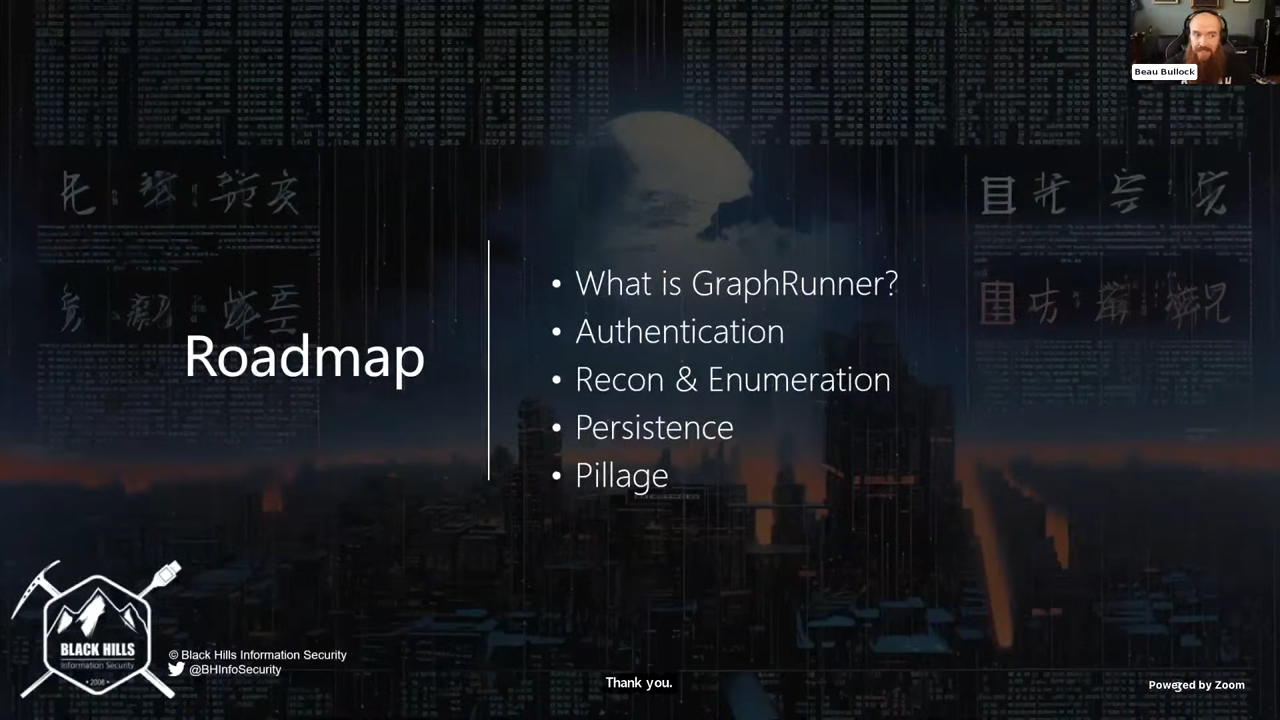 Beau Bullock
Roadmap
• What is GraphRunner?
• Authentication
• Recon & Enumeration
• Persistence
• Pillage
BLACK HILLS
Information Security
• 2008 •
© Black Hills Information Security
@BHInfoSecurity
Thank you.
Powered by Zoom